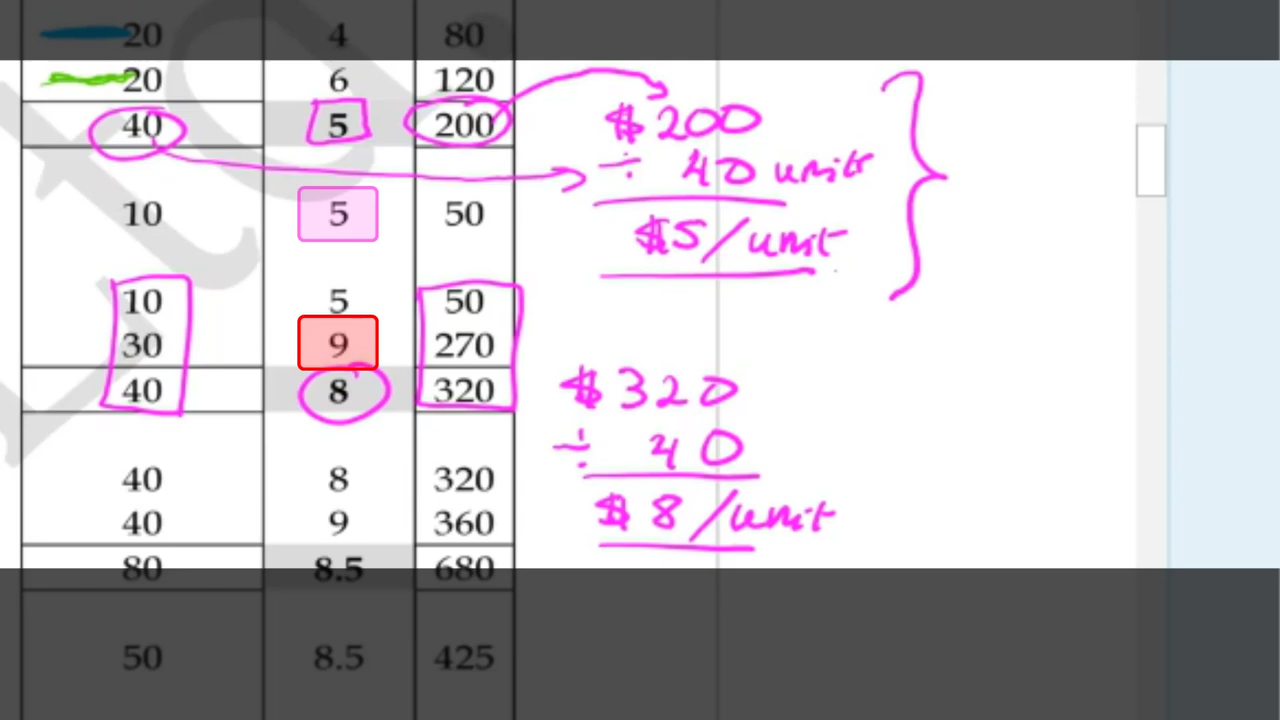 20 4 80
20 6 120
40 5 200
$200
÷ 40 units
$5/unit
10 5 50
10 5 50
30 9 270
40 8 320
$320
÷ 40
$8/unit
40 8 320
40 9 360
80 8.5 680
50 8.5 425